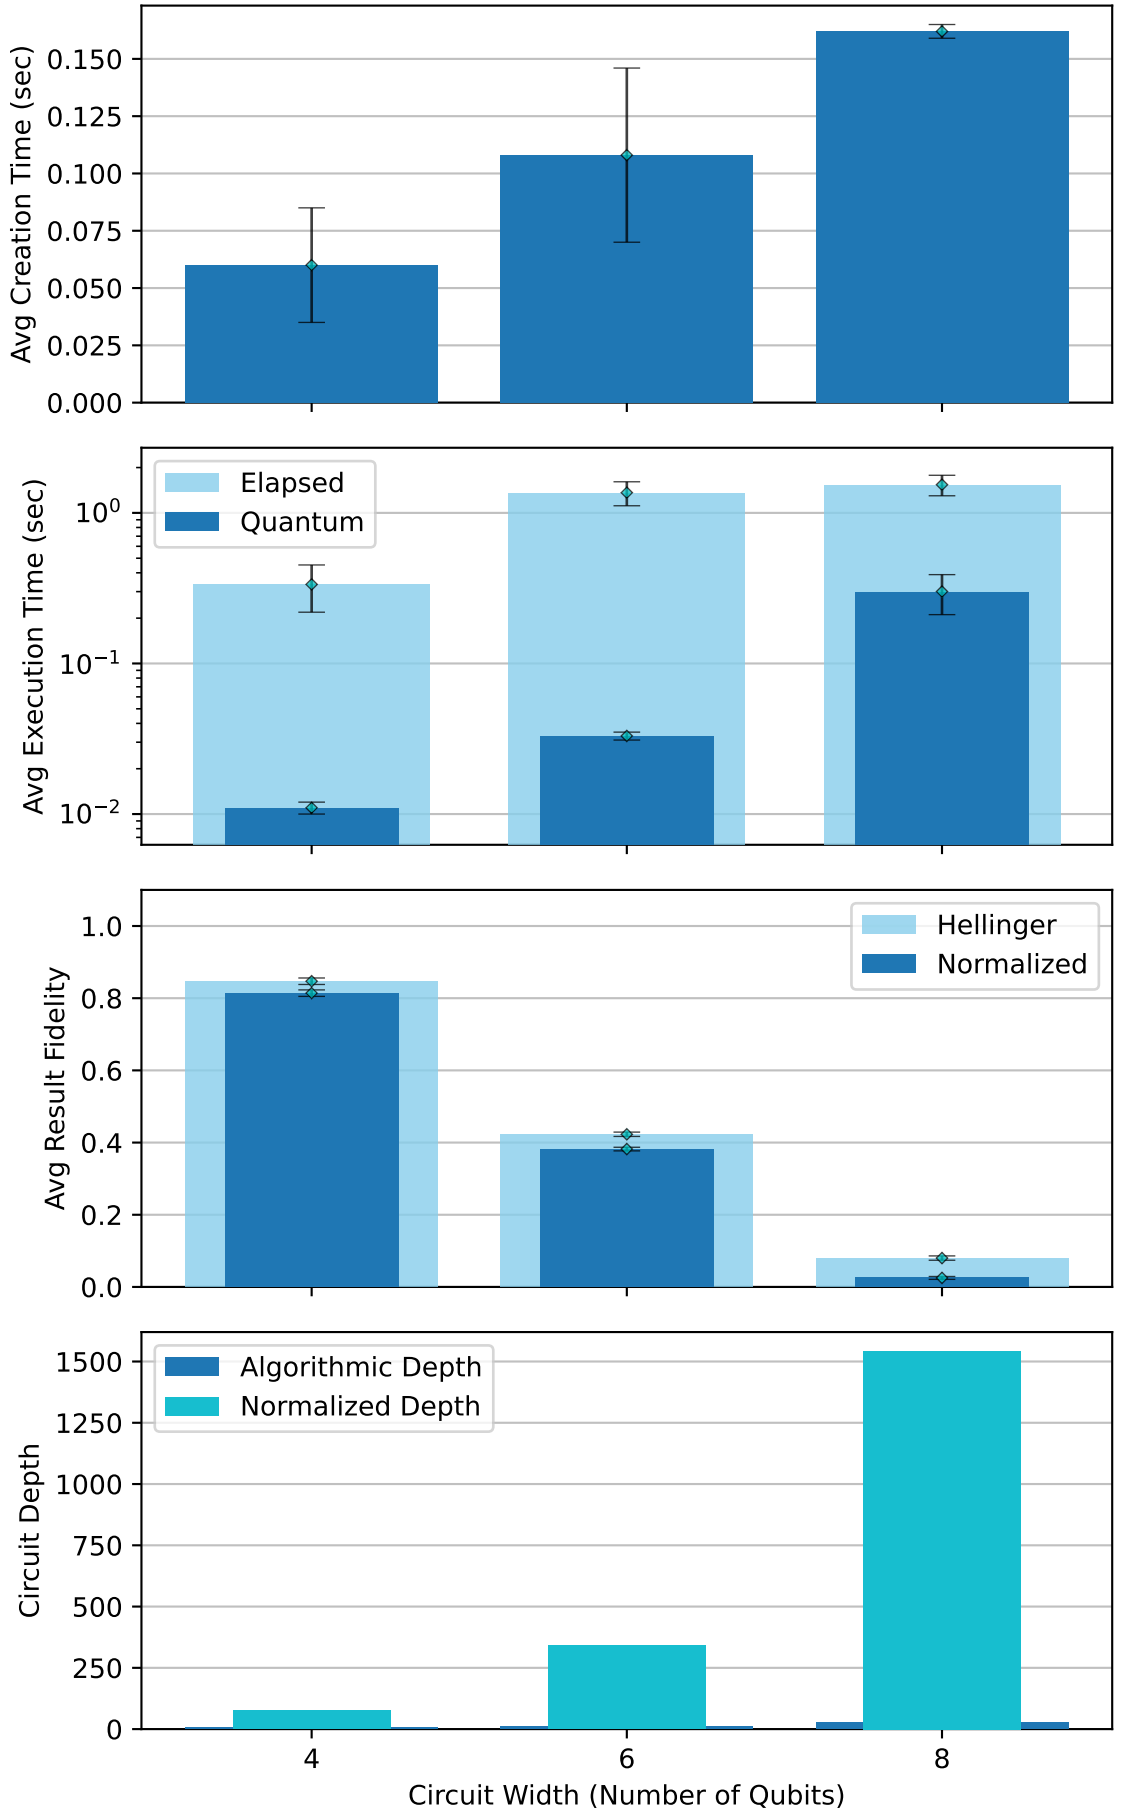 Avg Creation Time (sec)
0.150
0.125
0.100
0.075
0.050
0.025
0.000
Avg Execution Time (sec)
Elapsed
Quantum
10⁰
10⁻¹
10⁻²
Avg Result Fidelity
Hellinger
Normalized
1.0
0.8
0.6
0.4
0.2
0.0
Circuit Depth
Algorithmic Depth
Normalized Depth
1500
1250
1000
750
500
250
0
4 6 8
Circuit Width (Number of Qubits)